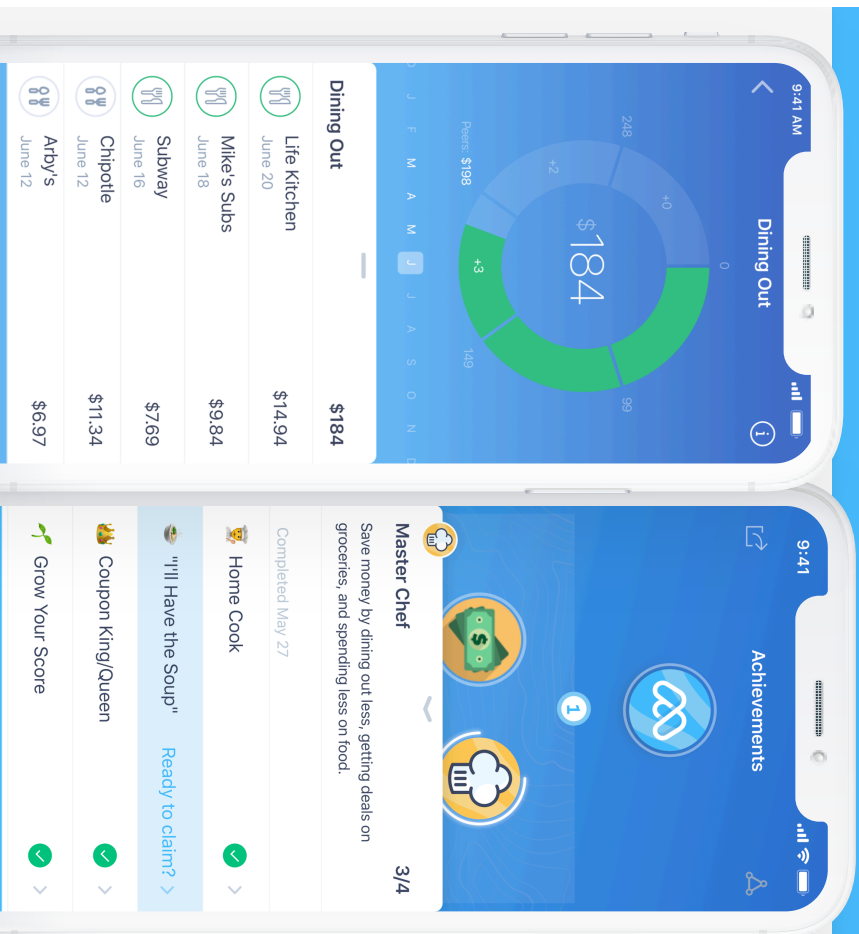 9:41 AM
Dining Out
0
+0
248
+2
$184
99
Peers: $198
+3
149
J F M A M J J A S O N D
Dining Out $184
Life Kitchen $14.94
June 20
Mike's Subs $9.84
June 18
Subway $7.69
June 16
Chipotle $11.34
June 12
Arby's $6.97
June 12
9:41
Achievements
1
$
Master Chef 3/4
Save money by dining out less, getting deals on
groceries, and spending less on food.
Completed May 27
Home Cook
"I'll Have the Soup" Ready to claim?
Coupon King/Queen
Grow Your Score